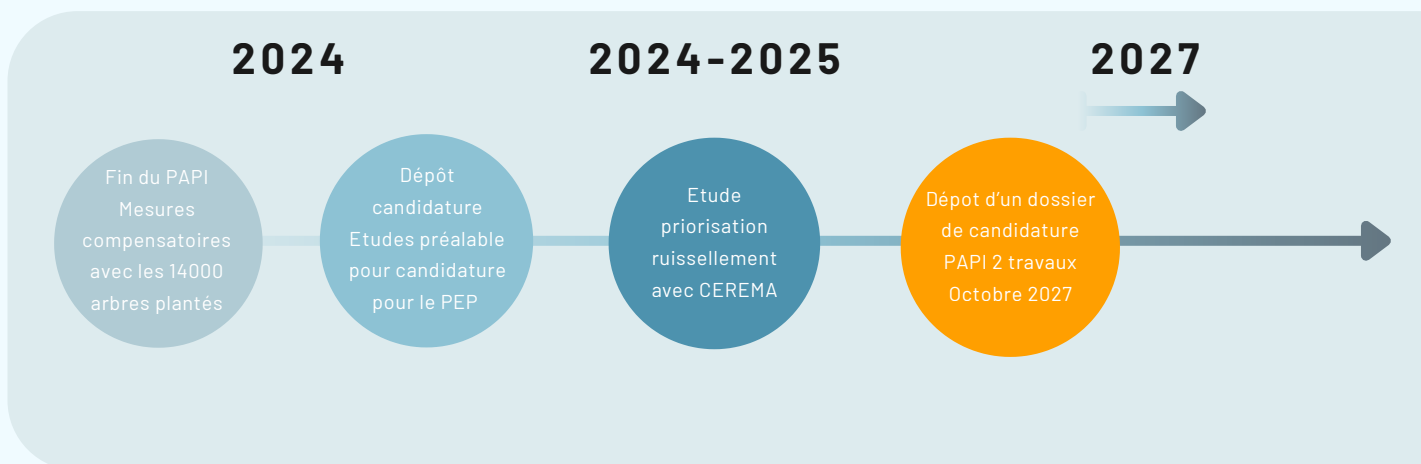 2024
2024-2025
2027
Fin du PAPI
Mesures
compensatoires
avec les 14000
arbres plantés
Dépôt
candidature
Etudes préalable
pour candidature
pour le PEP
Etude
priorisation
ruissellement
avec CEREMA
Dépot d’un dossier
de candidature
PAPI 2 travaux
Octobre 2027